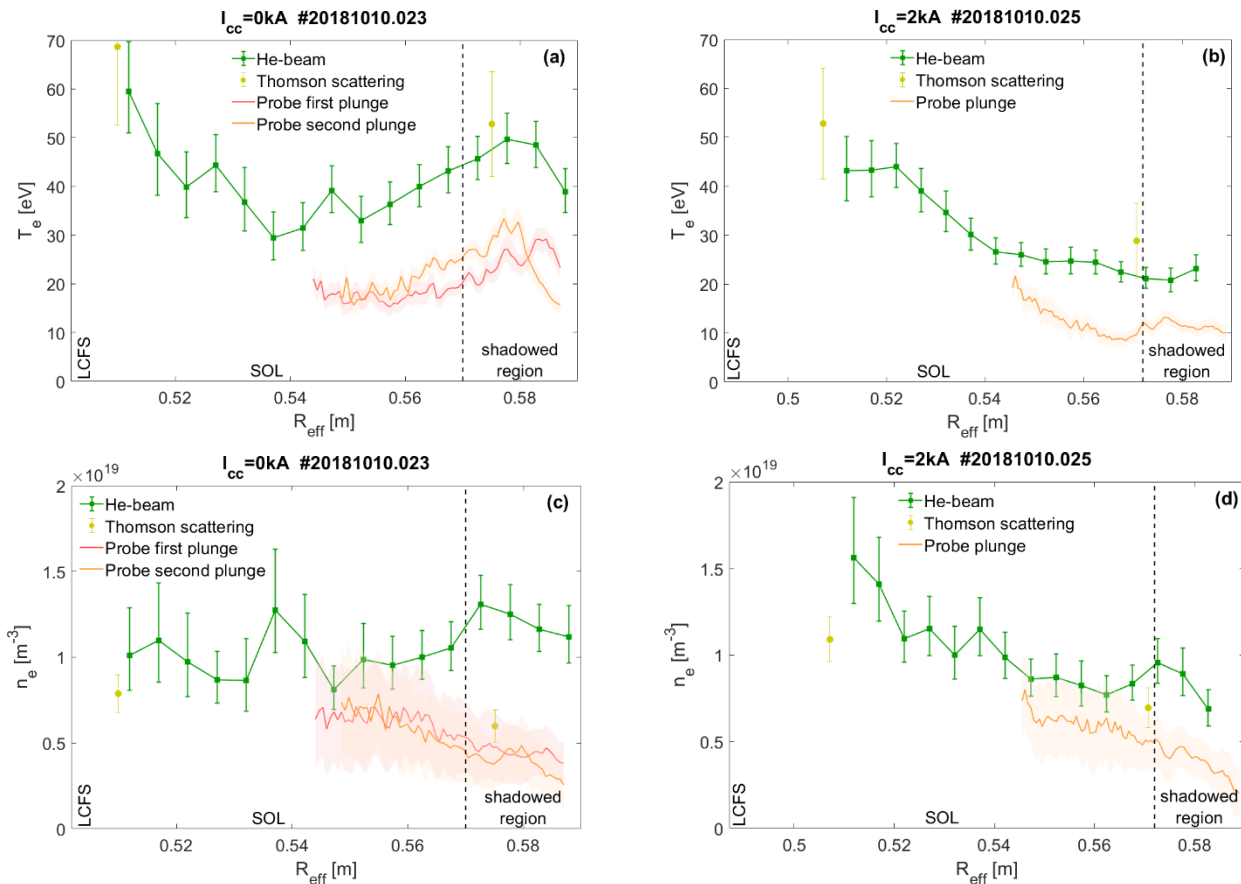 I_cc=0kA #20181010.023
(a)
He-beam
Thomson scattering
Probe first plunge
Probe second plunge
T_e [eV]
70
60
50
40
30
20
10
0
LCFS
SOL
shadowed
region
0.52
0.54
0.56
0.58
R_eff [m]
I_cc=2kA #20181010.025
(b)
He-beam
Thomson scattering
Probe plunge
T_e [eV]
70
60
50
40
30
20
10
0
LCFS
SOL
shadowed
region
0.5
0.52
0.54
0.56
0.58
R_eff [m]
I_cc=0kA #20181010.023
×10^19
(c)
He-beam
Thomson scattering
Probe first plunge
Probe second plunge
n_e [m^-3]
2
1.5
1
0.5
0
LCFS
SOL
shadowed
region
0.52
0.54
0.56
0.58
R_eff [m]
I_cc=2kA #20181010.025
×10^19
(d)
He-beam
Thomson scattering
Probe plunge
n_e [m^-3]
2
1.5
1
0.5
0
LCFS
SOL
shadowed
region
0.5
0.52
0.54
0.56
0.58
R_eff [m]